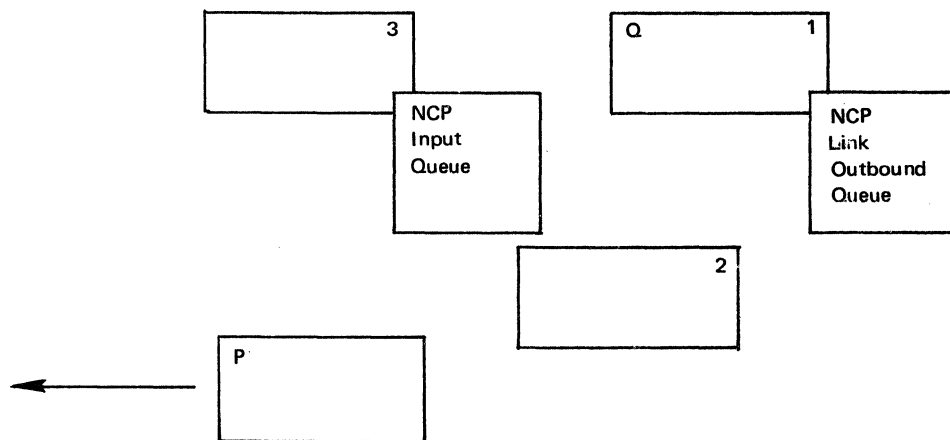 3
Q 1
NCP
Input
Queue
NCP
Link
Outbound
Queue
2
P